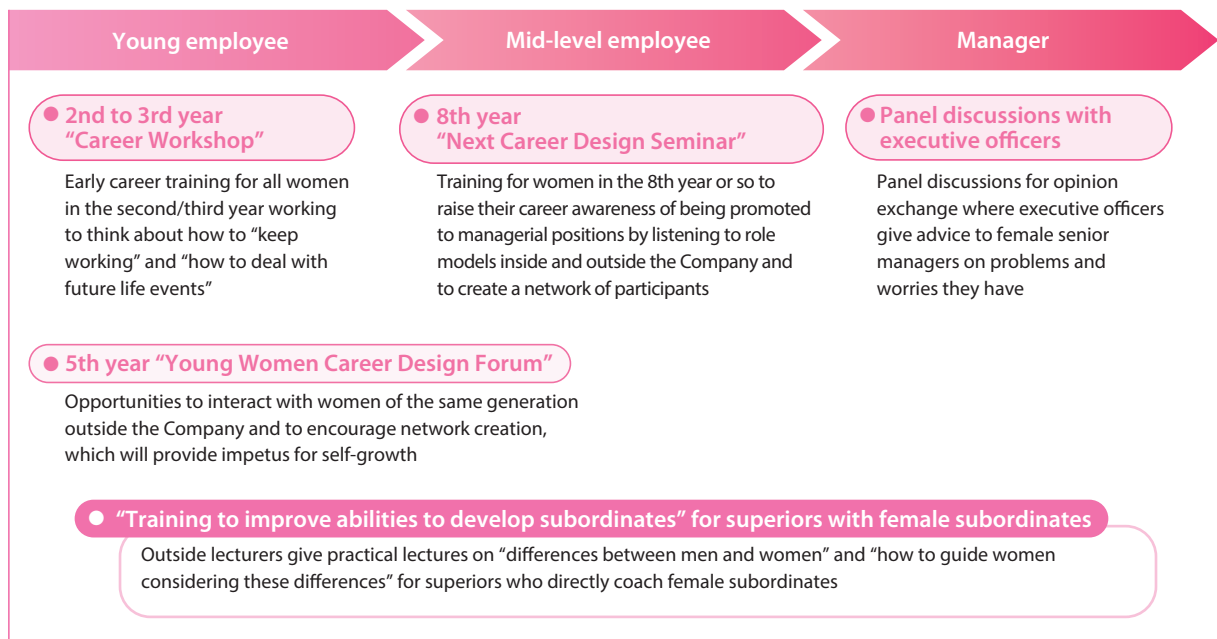 Young employee
Mid-level employee
Manager
● 2nd to 3rd year
“Career Workshop”
Early career training for all women
in the second/third year working
to think about how to “keep
working” and “how to deal with
future life events”
● 8th year
“Next Career Design Seminar”
Training for women in the 8th year or so to
raise their career awareness of being promoted
to managerial positions by listening to role
models inside and outside the Company and
to create a network of participants
● Panel discussions with
executive officers
Panel discussions for opinion
exchange where executive officers
give advice to female senior
managers on problems and
worries they have
● 5th year “Young Women Career Design Forum”
Opportunities to interact with women of the same generation
outside the Company and to encourage network creation,
which will provide impetus for self-growth
● “Training to improve abilities to develop subordinates” for superiors with female subordinates
Outside lecturers give practical lectures on “differences between men and women” and “how to guide women
considering these differences” for superiors who directly coach female subordinates